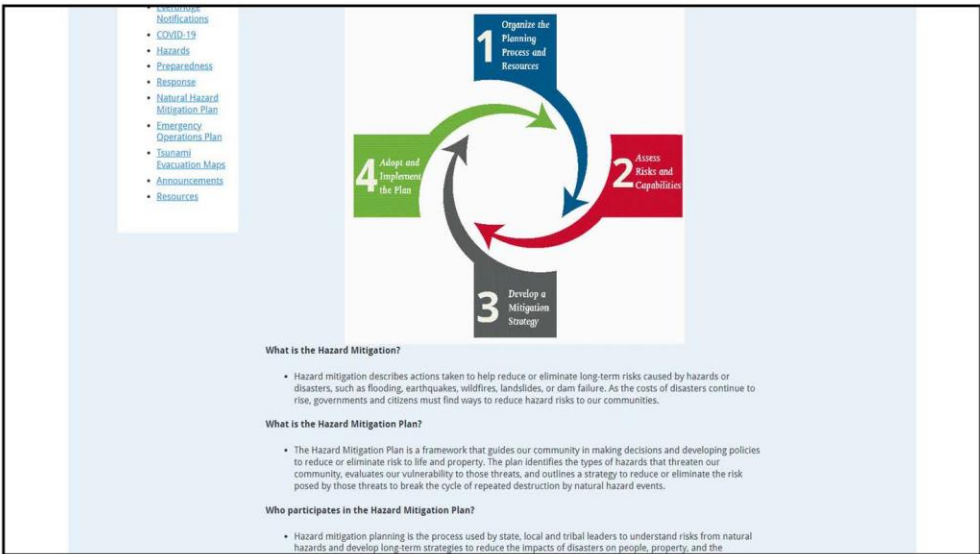 Everbridge
Notifications
COVID-19
Hazards
Preparedness
Response
Natural Hazard
Mitigation Plan
Emergency
Operations Plan
Tsunami
Evacuation Maps
Announcements
Resources
1 Organize the
Planning
Process and
Resources
2 Assess
Risks and
Capabilities
3 Develop a
Mitigation
Strategy
4 Adopt and
Implement
the Plan
What is the Hazard Mitigation?
• Hazard mitigation describes actions taken to help reduce or eliminate long-term risks caused by hazards or
disasters, such as flooding, earthquakes, wildfires, landslides, or dam failure. As the costs of disasters continue to
rise, governments and citizens must find ways to reduce hazard risks to our communities.
What is the Hazard Mitigation Plan?
• The Hazard Mitigation Plan is a framework that guides our community in making decisions and developing policies
to reduce or eliminate risk to life and property. The plan identifies the types of hazards that threaten our
community, evaluates our vulnerability to those threats, and outlines a strategy to reduce or eliminate the risk
posed by those threats to break the cycle of repeated destruction by natural hazard events.
Who participates in the Hazard Mitigation Plan?
• Hazard mitigation planning is the process used by state, local and tribal leaders to understand risks from natural
hazards and develop long-term strategies to reduce the impacts of disasters on people, property, and the